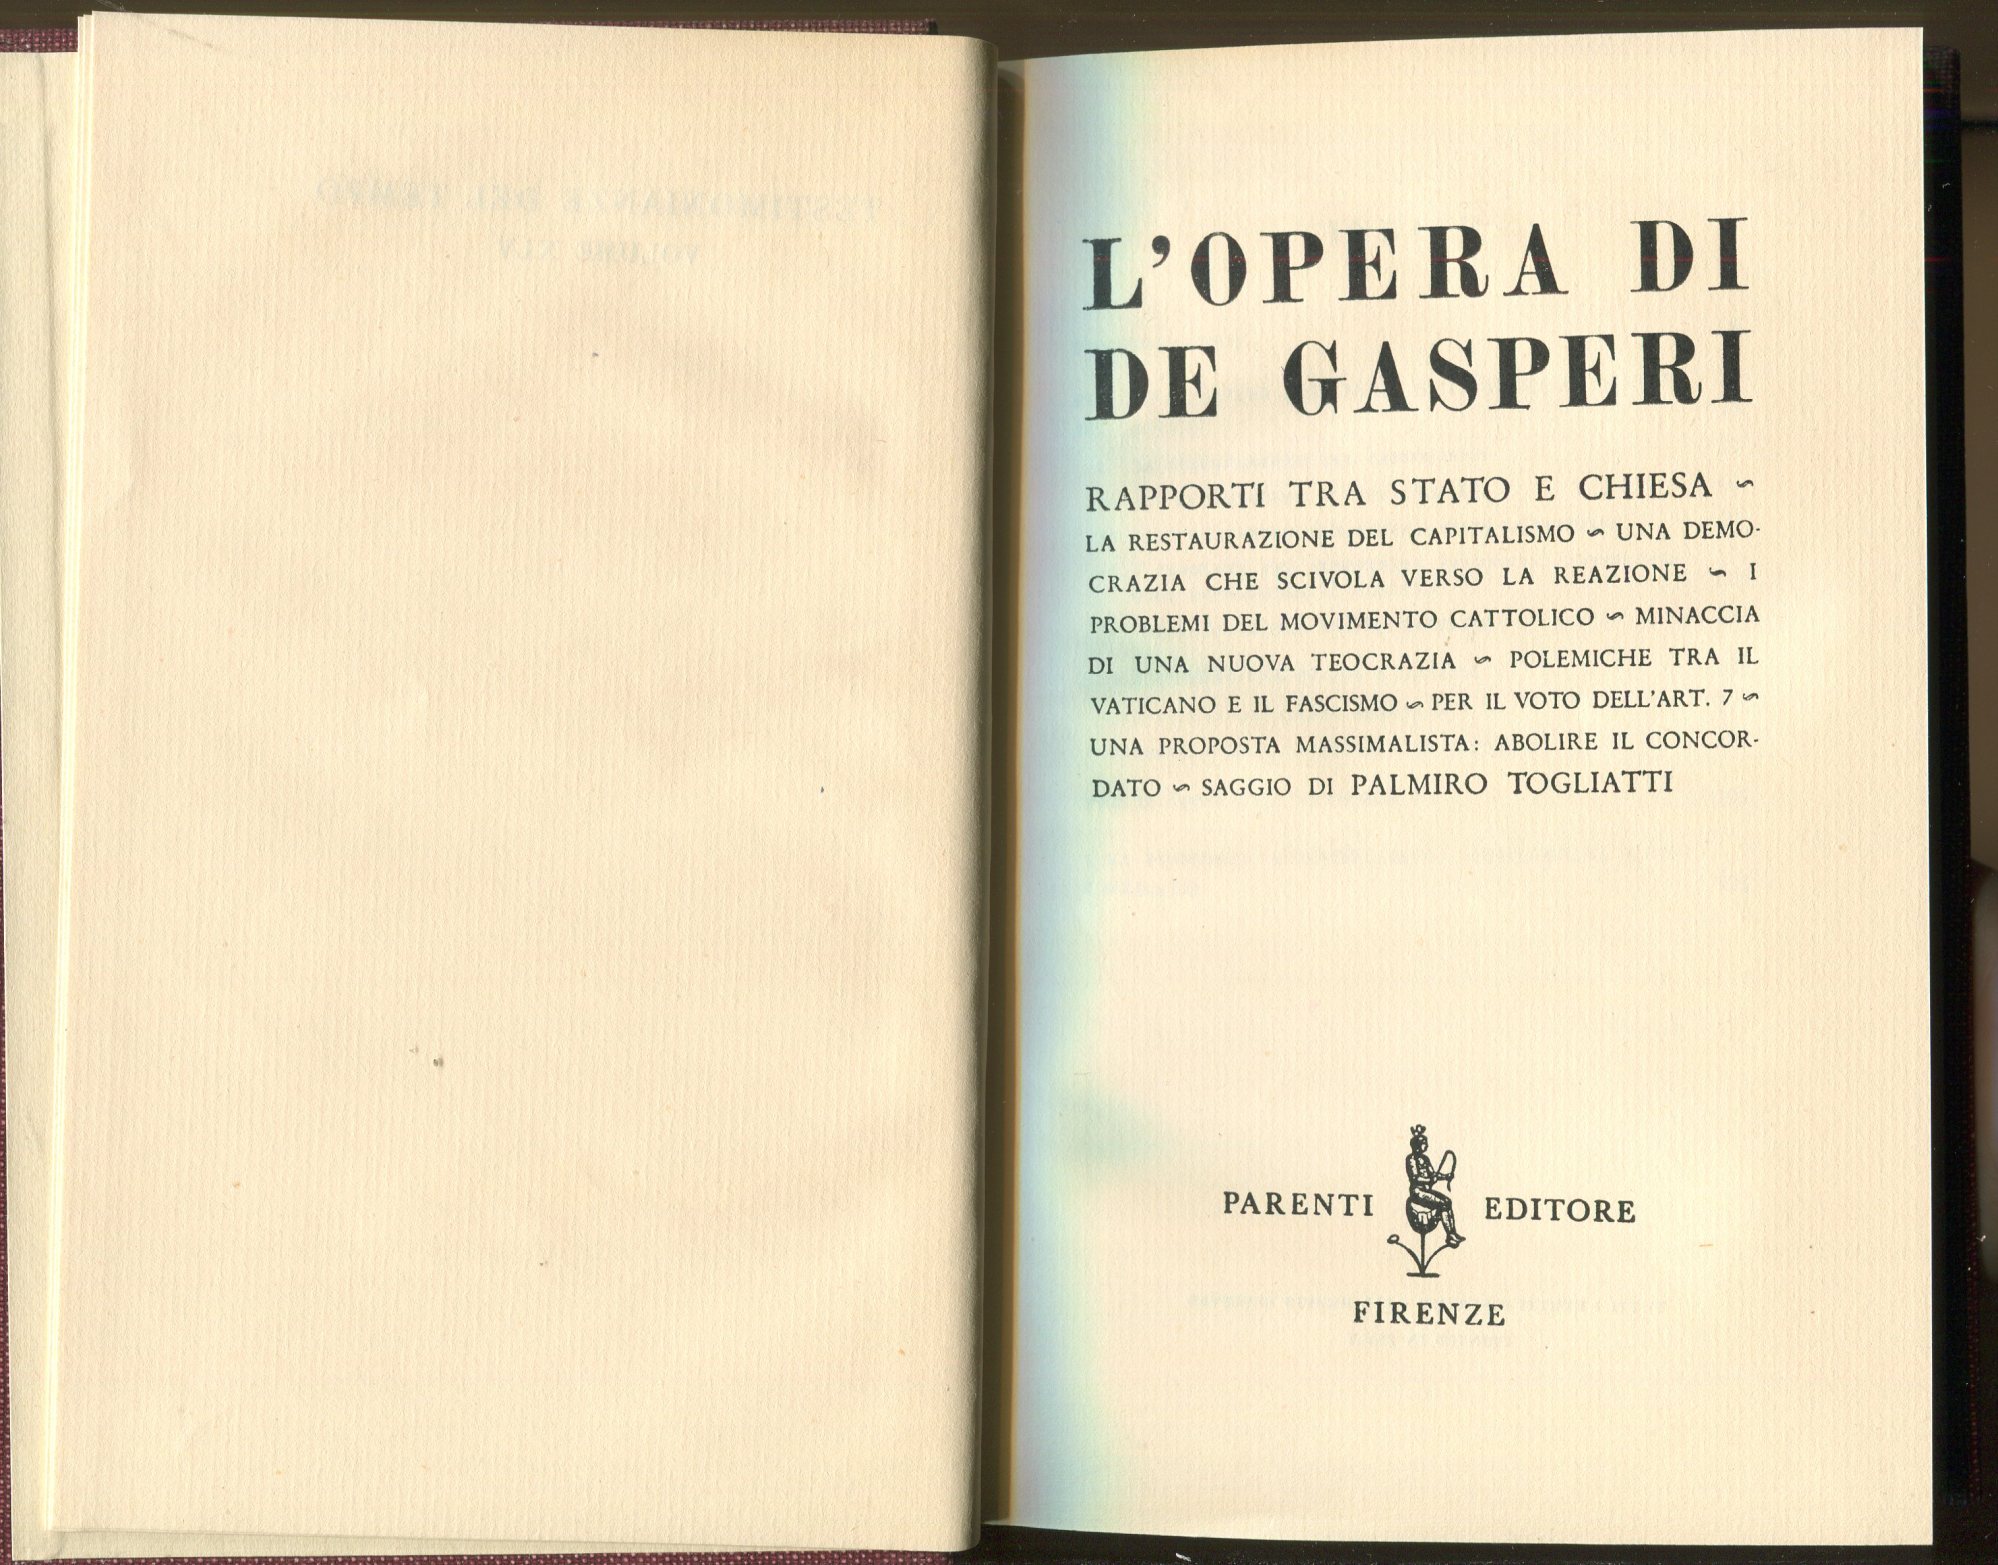 L'OPERA DI
DE GASPERI
RAPPORTI TRA STATO E CHIESA ~
LA RESTAURAZIONE DEL CAPITALISMO ~ UNA DEMO-
CRAZIA CHE SCIVOLA VERSO LA REAZIONE ~ I
PROBLEMI DEL MOVIMENTO CATTOLICO ~ MINACCIA
DI UNA NUOVA TEOCRAZIA ~ POLEMICHE TRA IL
VATICANO E IL FASCISMO ~ PER IL VOTO DELL'ART. 7 ~
UNA PROPOSTA MASSIMALISTA: ABOLIRE IL CONCOR-
DATO ~ SAGGIO DI PALMIRO TOGLIATTI
PARENTI EDITORE
FIRENZE